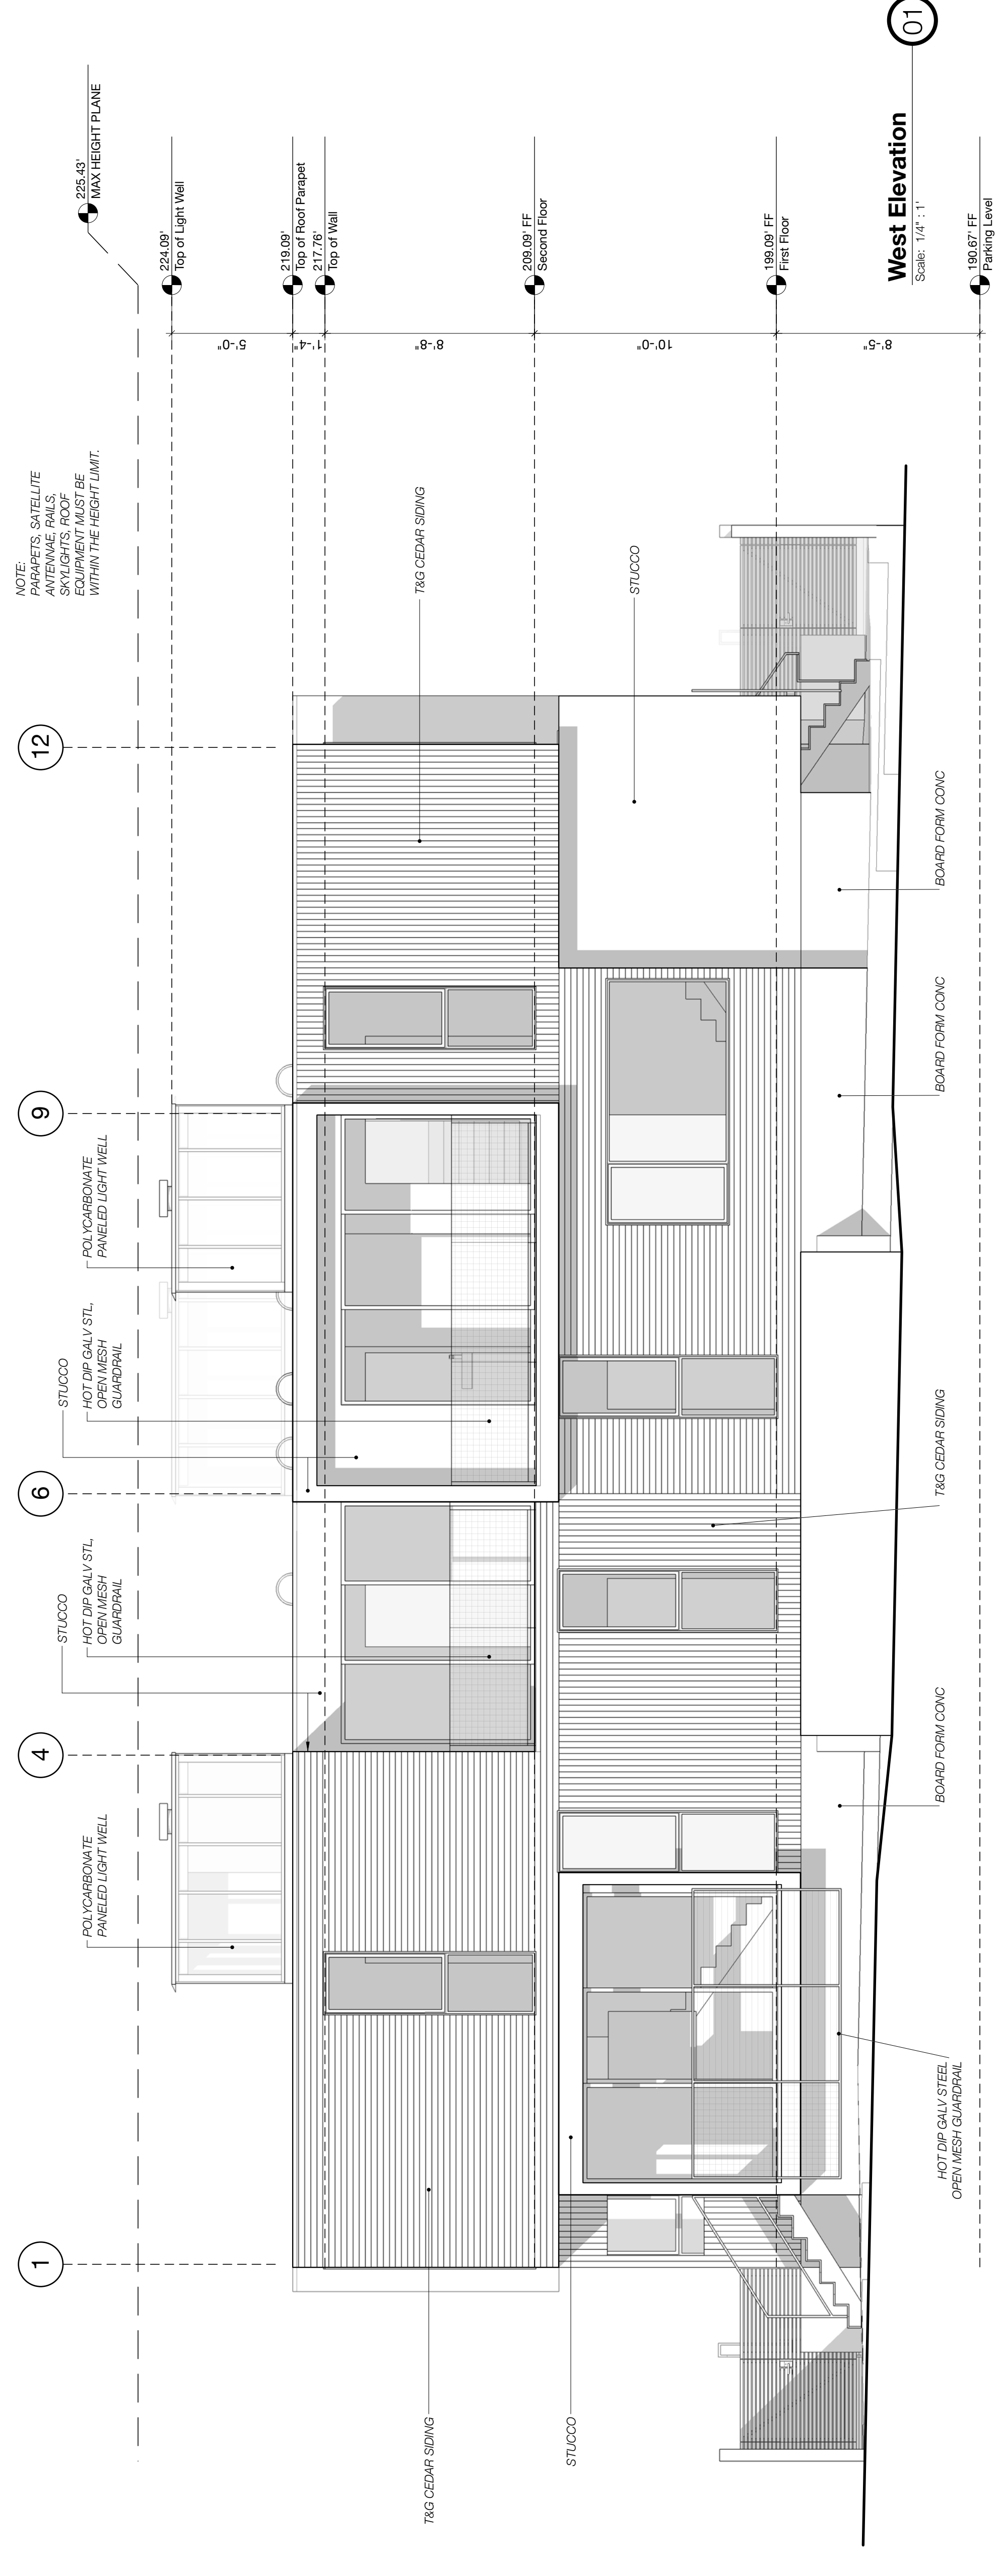 NOTE:
PARAPETS, SATELLITE
ANTENNAE, RAILS,
SKYLIGHTS, ROOF
EQUIPMENT MUST BE
WITHIN THE HEIGHT LIMIT.
225.43'
MAX HEIGHT PLANE
1
4
6
9
12
POLYCARBONATE
PANELED LIGHT WELL
STUCCO
HOT DIP GALV STL,
OPEN MESH
GUARDRAIL
STUCCO
HOT DIP GALV STL,
OPEN MESH
GUARDRAIL
POLYCARBONATE
PANELED LIGHT WELL
224.09'
Top of Light Well
5'-0"
219.09'
Top of Roof Parapet
1'-4"
217.76'
Top of Wall
8'-8"
209.09' FF
Second Floor
10'-0"
199.09' FF
First Floor
8'-5"
190.67' FF
Parking Level
T&G CEDAR SIDING
T&G CEDAR SIDING
STUCCO
STUCCO
HOT DIP GALV STEEL
OPEN MESH GUARDRAIL
BOARD FORM CONC
T&G CEDAR SIDING
BOARD FORM CONC
BOARD FORM CONC
West Elevation
Scale: 1/4" : 1'
01